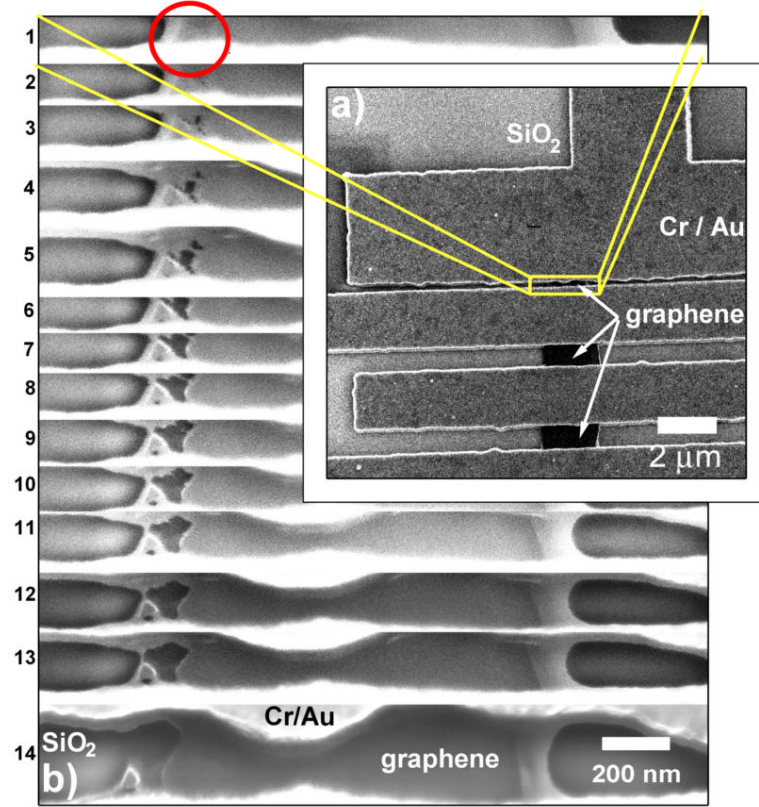 1
2
3
4
5
6
7
8
9
10
11
12
13
14
a)
SiO₂
Cr / Au
graphene
2 μm
Cr/Au
SiO₂
graphene
b)
200 nm